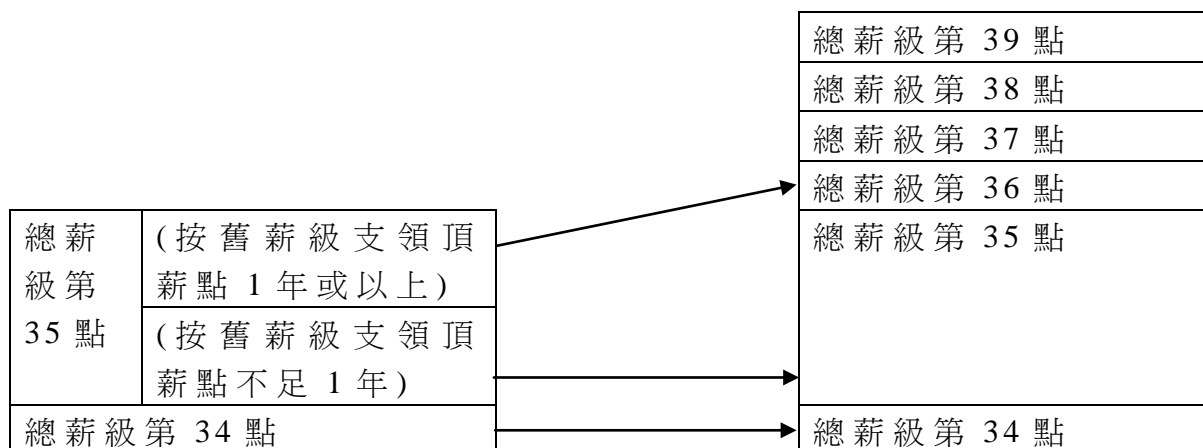 總薪級第 39 點
總薪級第 38 點
總薪級第 37 點
總薪級第 36 點
總薪
級第
35 點
(按舊薪級支領頂
薪點 1 年或以上)
(按舊薪級支領頂
薪點不足 1 年)
總薪級第 35 點
總薪級第 34 點
總薪級第 34 點